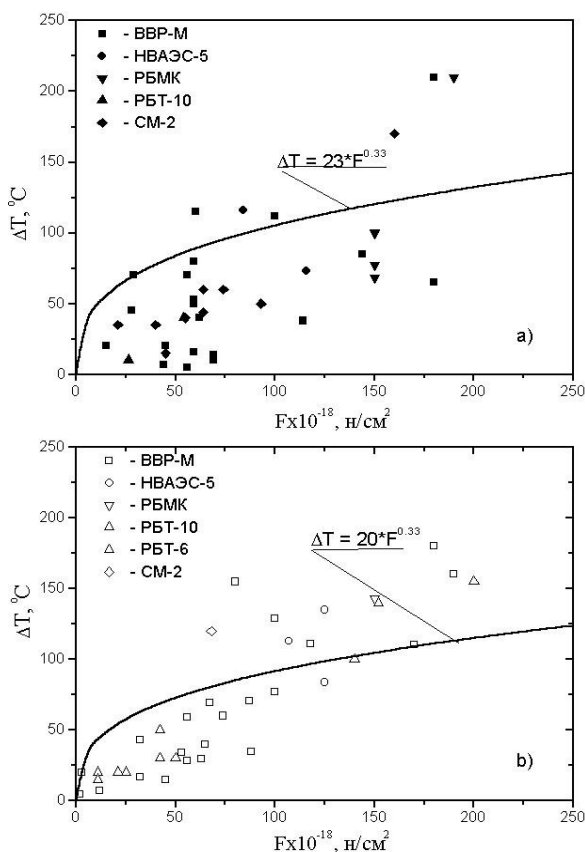 250
200
150
100
50
0
ΔT, °C
■ - ВВР-М
● - НВАЭС-5
▼ - РБМК
▲ - РБТ-10
◆ - СМ-2
ΔT = 23*F^0.33
a)
0 50 100 150 200 250
Fx10^-18, н/см^2
250
200
150
100
50
0
ΔT, °C
□ - ВВР-М
○ - НВАЭС-5
▽ - РБМК
△ - РБТ-10
△ - РБТ-6
◇ - СМ-2
ΔT = 20*F^0.33
b)
0 50 100 150 200 250
Fx10^-18, н/см^2